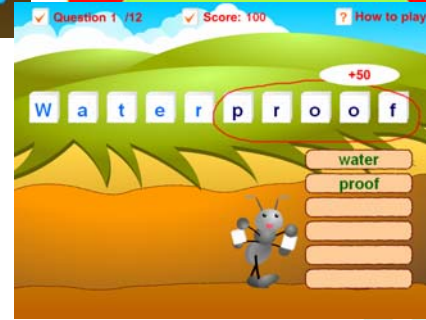 Question 1 /12 Score: 100 ? How to play
+50
W a t e r p r o o f
water
proof